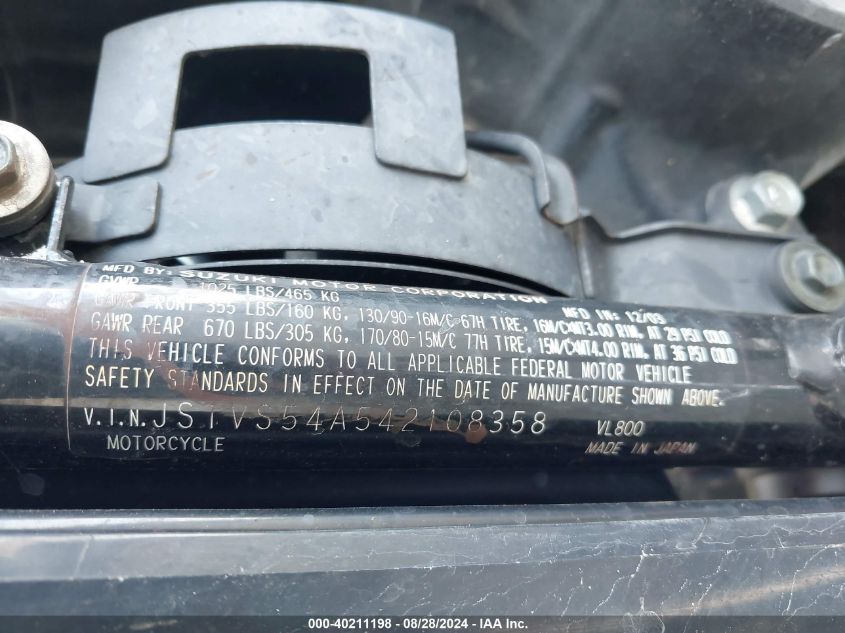 MFD BY: SUZUKI MOTOR CORPORATION MFD IN: 12/03
GVWR 1025 LBS/465 KG
GAWR FRONT 355 LBS/160 KG, 130/90-16M/C 67H TIRE, 16M/CXMT3.00 RIM, AT 29 PSI COLD
GAWR REAR 670 LBS/305 KG, 170/80-15M/C 77H TIRE, 15M/CXMT4.00 RIM, AT 36 PSI COLD
THIS VEHICLE CONFORMS TO ALL APPLICABLE FEDERAL MOTOR VEHICLE
SAFETY STANDARDS IN EFFECT ON THE DATE OF MANUFACTURE SHOWN ABOVE.
V.I.N. JS1VS54A542108358 VL800
MOTORCYCLE MADE IN JAPAN
000-40211198 - 08/28/2024 - IAA Inc.